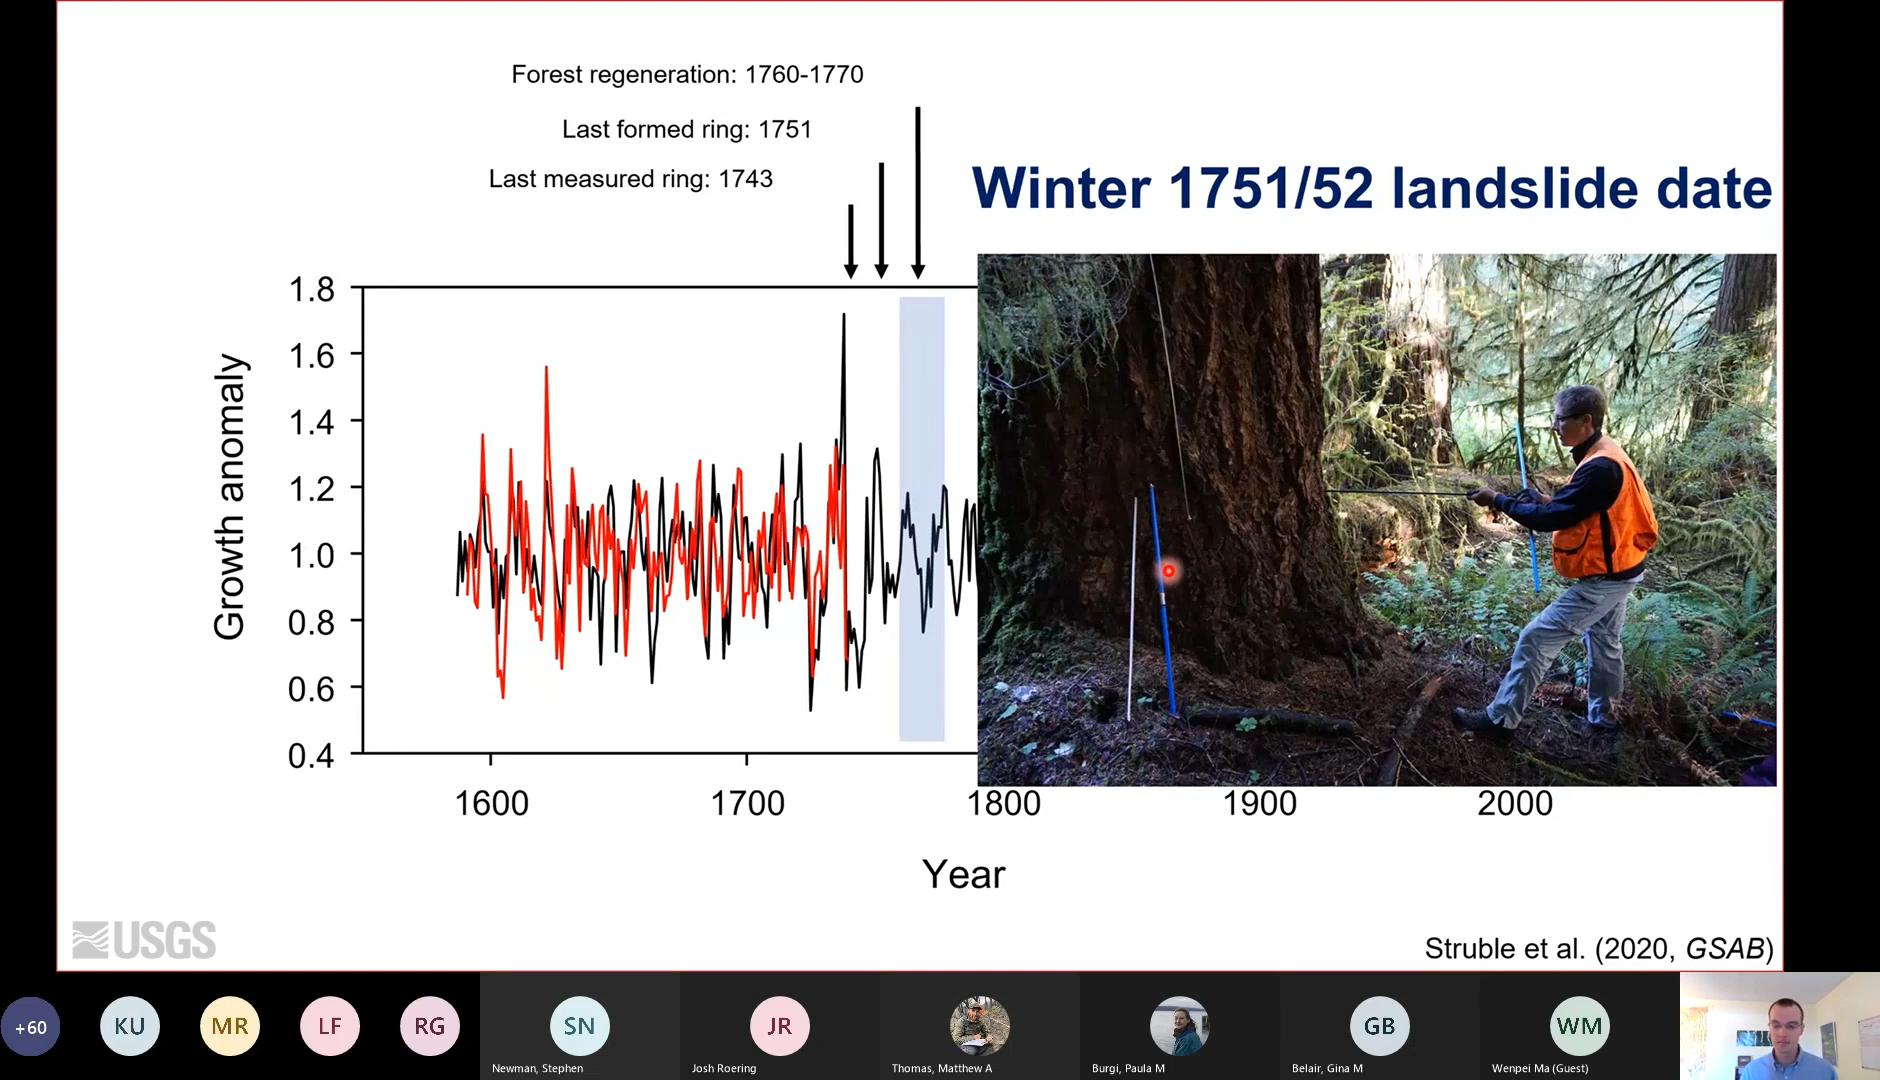 Forest regeneration: 1760-1770
Last formed ring: 1751
Last measured ring: 1743
Winter 1751/52 landslide date
1.8
1.6
1.4
1.2
1.0
0.8
0.6
0.4
Growth anomaly
1600
1700
1800
1900
2000
Year
USGS
Struble et al. (2020, GSAB)
+60
KU
MR
LF
RG
SN
JR
GB
WM
Newman, Stephen
Josh Roering
Thomas, Matthew A
Burgi, Paula M
Belair, Gina M
Wenpei Ma (Guest)